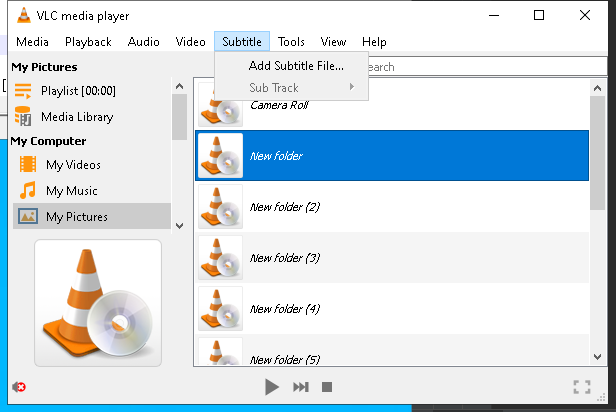 VLC media player
Media Playback Audio Video Subtitle Tools View Help
Add Subtitle File...
Sub Track
My Pictures
Playlist [00:00]
Media Library
My Computer
My Videos
My Music
My Pictures
earch
Camera Roll
New folder
New folder (2)
New folder (3)
New folder (4)
New folder (5)